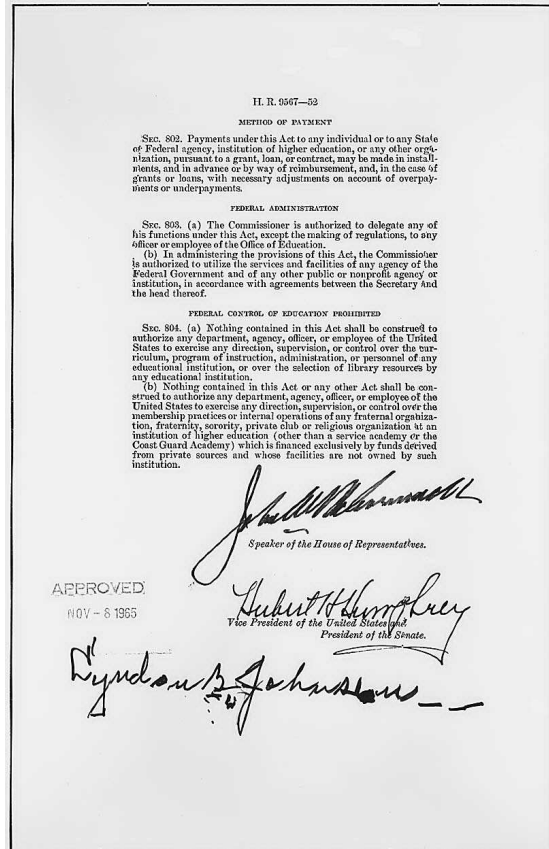 H. R. 9567—52
METHOD OF PAYMENT
SEC. 802. Payments under this Act to any individual or to any State
of Federal agency, institution of higher education, or any other orga-
nization, pursuant to a grant, loan, or contract, may be made in install-
ments, and in advance or by way of reimbursement, and, in the case of
grants or loans, with necessary adjustments on account of overpay-
ments or underpayments.
FEDERAL ADMINISTRATION
SEC. 803. (a) The Commissioner is authorized to delegate any of
his functions under this Act, except the making of regulations, to any
officer or employee of the Office of Education.
(b) In administering the provisions of this Act, the Commissioner
is authorized to utilize the services and facilities of any agency of the
Federal Government and of any other public or nonprofit agency or
institution, in accordance with agreements between the Secretary and
the head thereof.
FEDERAL CONTROL OF EDUCATION PROHIBITED
SEC. 804. (a) Nothing contained in this Act shall be construed to
authorize any department, agency, officer, or employee of the United
States to exercise any direction, supervision, or control over the cur-
riculum, program of instruction, administration, or personnel of any
educational institution, or over the selection of library resources by
any educational institution.
(b) Nothing contained in this Act or any other Act shall be con-
strued to authorize any department, agency, officer, or employee of the
United States to exercise any direction, supervision, or control over the
membership practices or internal operations of any fraternal organiza-
tion, fraternity, sorority, private club or religious organization at an
institution of higher education (other than a service academy or the
Coast Guard Academy) which is financed exclusively by funds derived
from private sources and whose facilities are not owned by such
institution.
John W McCormack
Speaker of the House of Representatives.
APPROVED
NOV - 8 1965
Hubert H Humphrey
Vice President of the United States and
President of the Senate.
Lyndon B. Johnson